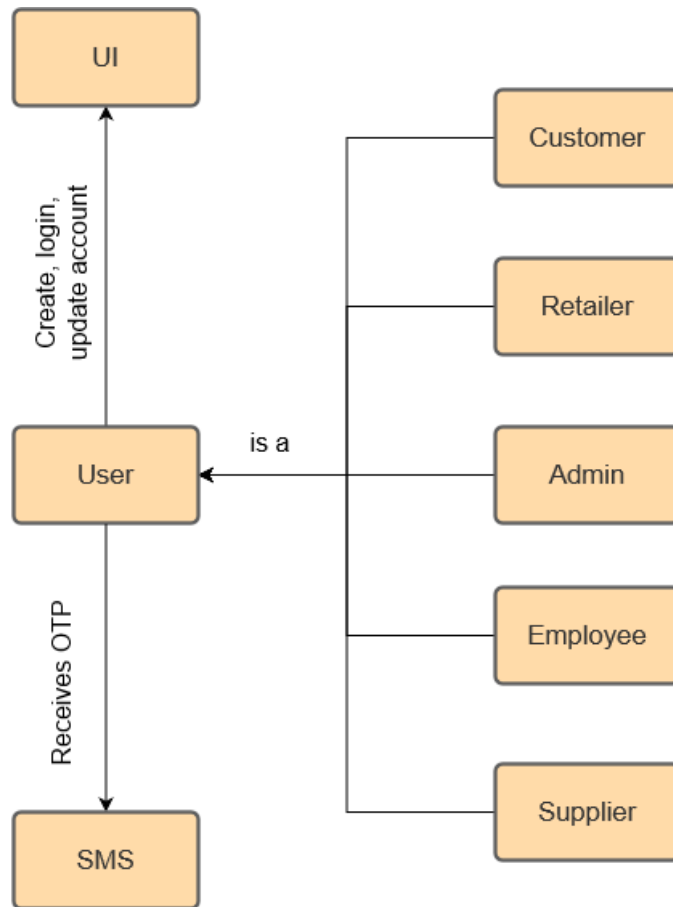 UI
Customer
Create, login,
update account
Retailer
is a
User
Admin
Receives OTP
Employee
Supplier
SMS